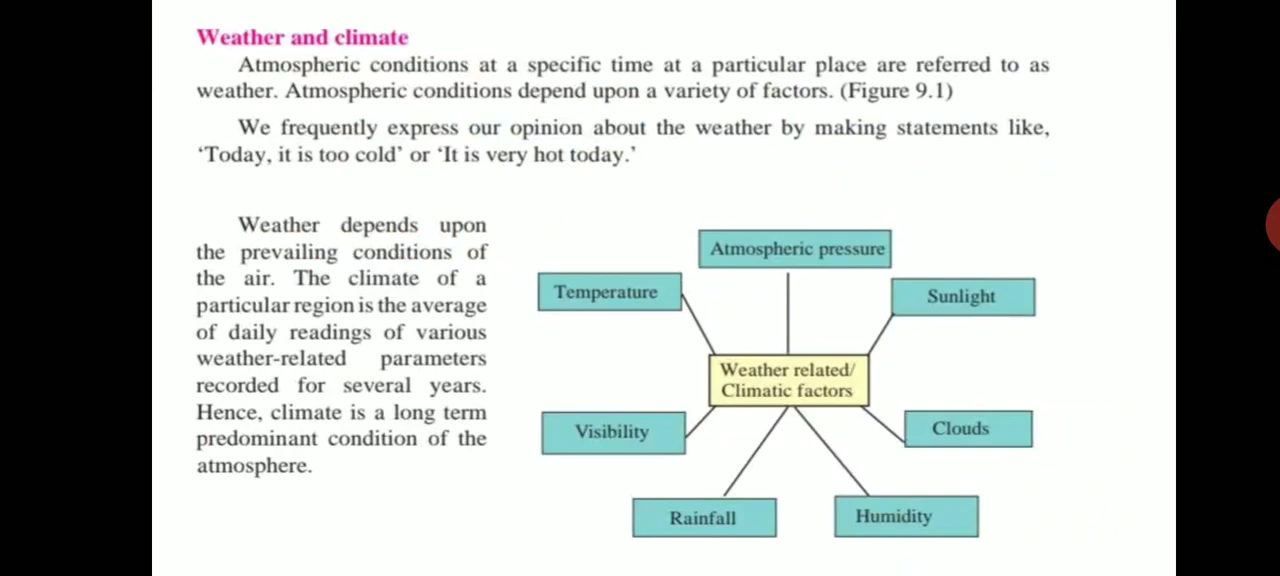 Weather and climate
Atmospheric conditions at a specific time at a particular place are referred to as
weather. Atmospheric conditions depend upon a variety of factors. (Figure 9.1)
We frequently express our opinion about the weather by making statements like,
‘Today, it is too cold’ or ‘It is very hot today.’
Weather depends upon
the prevailing conditions of
the air. The climate of a
particular region is the average
of daily readings of various
weather-related parameters
recorded for several years.
Hence, climate is a long term
predominant condition of the
atmosphere.
Atmospheric pressure
Temperature
Sunlight
Weather related/
Climatic factors
Visibility
Clouds
Rainfall
Humidity